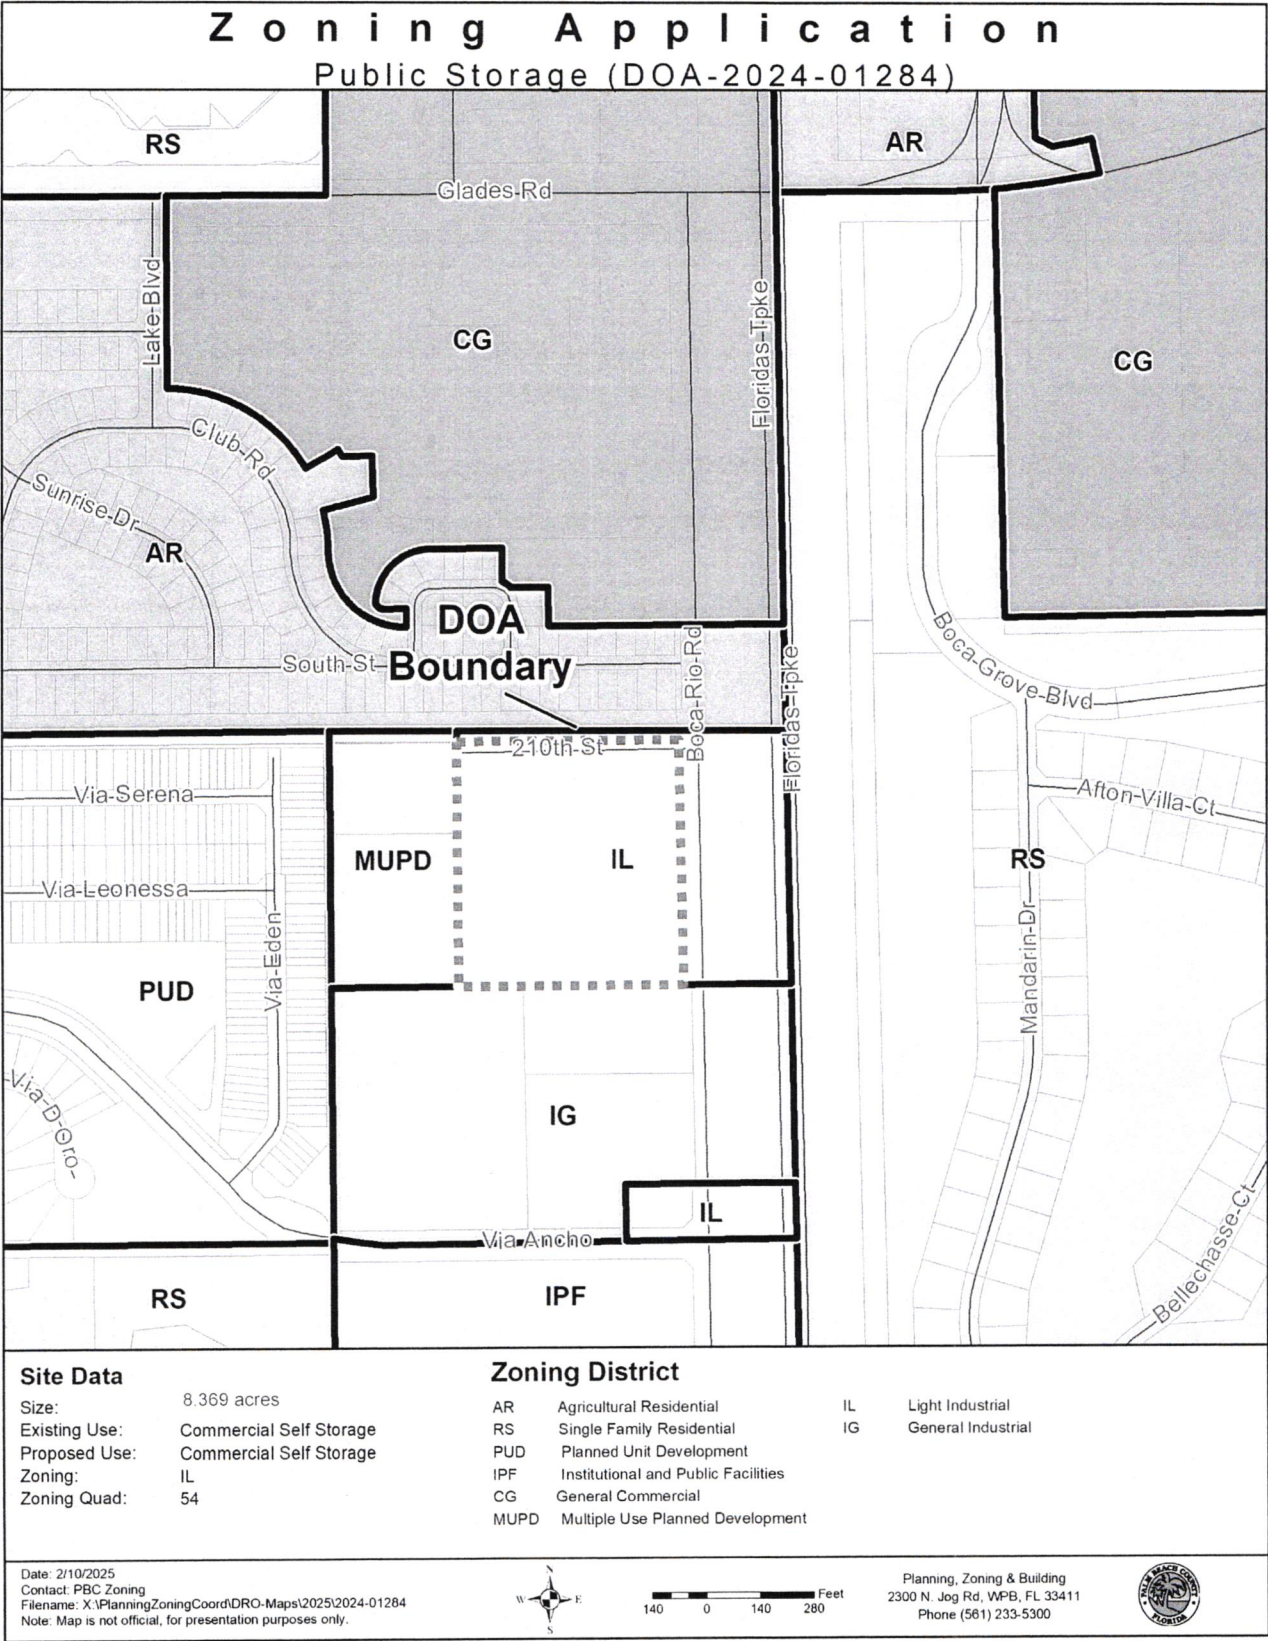 Zoning Application
Public Storage (DOA-2024-01284)
RS
AR
Glades Rd
Lake Blvd
Floridas Tpke
CG
CG
Club Rd
Sunrise Dr
AR
DOA
Boundary
South St
Boca Rio Rd
Floridas Tpke
Boca Grove Blvd
210th St
Via Serena
Afton Villa Ct
MUPD
IL
RS
Via Leonessa
Via Eden
Mandarin Dr
PUD
Via D Oro
IG
IL
Via Ancho
Bellechasse Ct
RS
IPF
Site Data
Size: 8.369 acres
Existing Use: Commercial Self Storage
Proposed Use: Commercial Self Storage
Zoning: IL
Zoning Quad: 54
Zoning District
AR Agricultural Residential
RS Single Family Residential
PUD Planned Unit Development
IPF Institutional and Public Facilities
CG General Commercial
MUPD Multiple Use Planned Development
IL Light Industrial
IG General Industrial
Date: 2/10/2025
Contact: PBC Zoning
Filename: X:\PlanningZoningCoord\DRO-Maps\2025\2024-01284
Note: Map is not official, for presentation purposes only.
N
W E
S
Feet
140 0 140 280
Planning, Zoning & Building
2300 N. Jog Rd, WPB, FL 33411
Phone (561) 233-5300
PALM BEACH COUNTY
FLORIDA